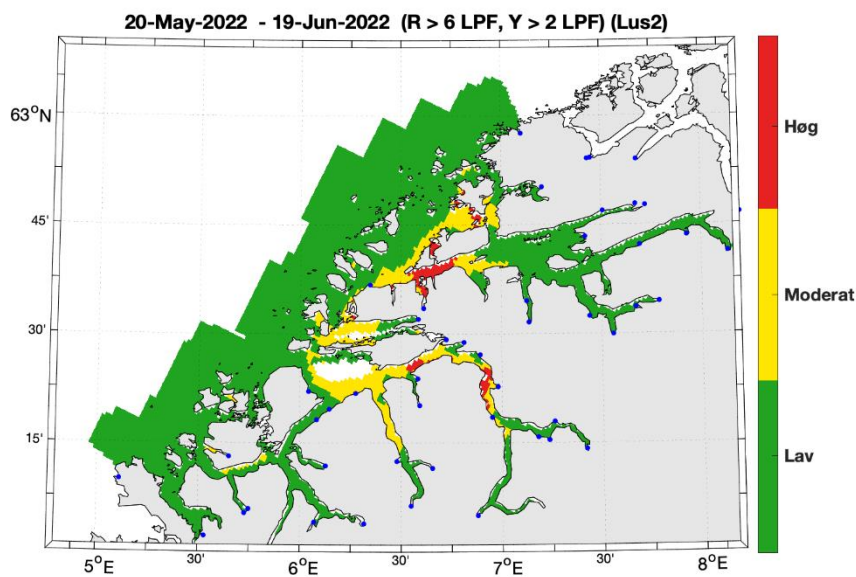 20-May-2022 - 19-Jun-2022 (R > 6 LPF, Y > 2 LPF) (Lus2)
63°N
45'
30'
15'
5°E
30'
6°E
30'
7°E
30'
8°E
Høg
Moderat
Lav